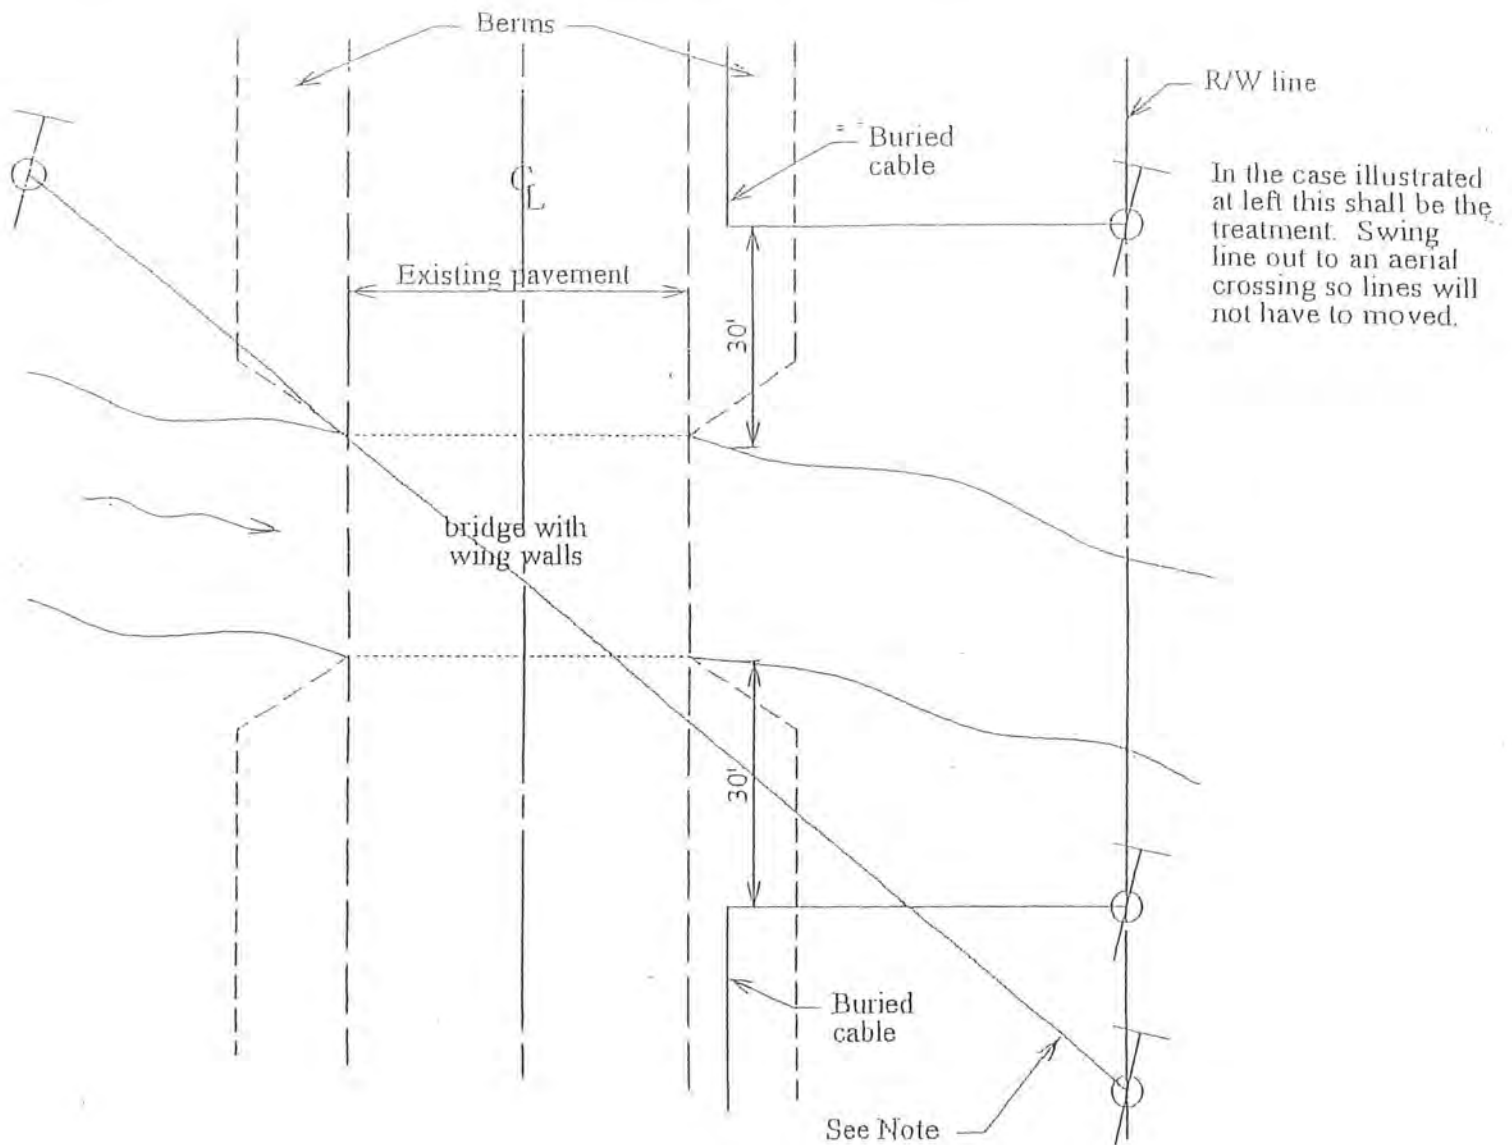 Berms
R/W line
Buried
cable
In the case illustrated
at left this shall be the
treatment. Swing
line out to an aerial
crossing so lines will
not have to moved.
CL
Existing pavement
30'
bridge with
wing walls
30'
Buried
cable
See Note